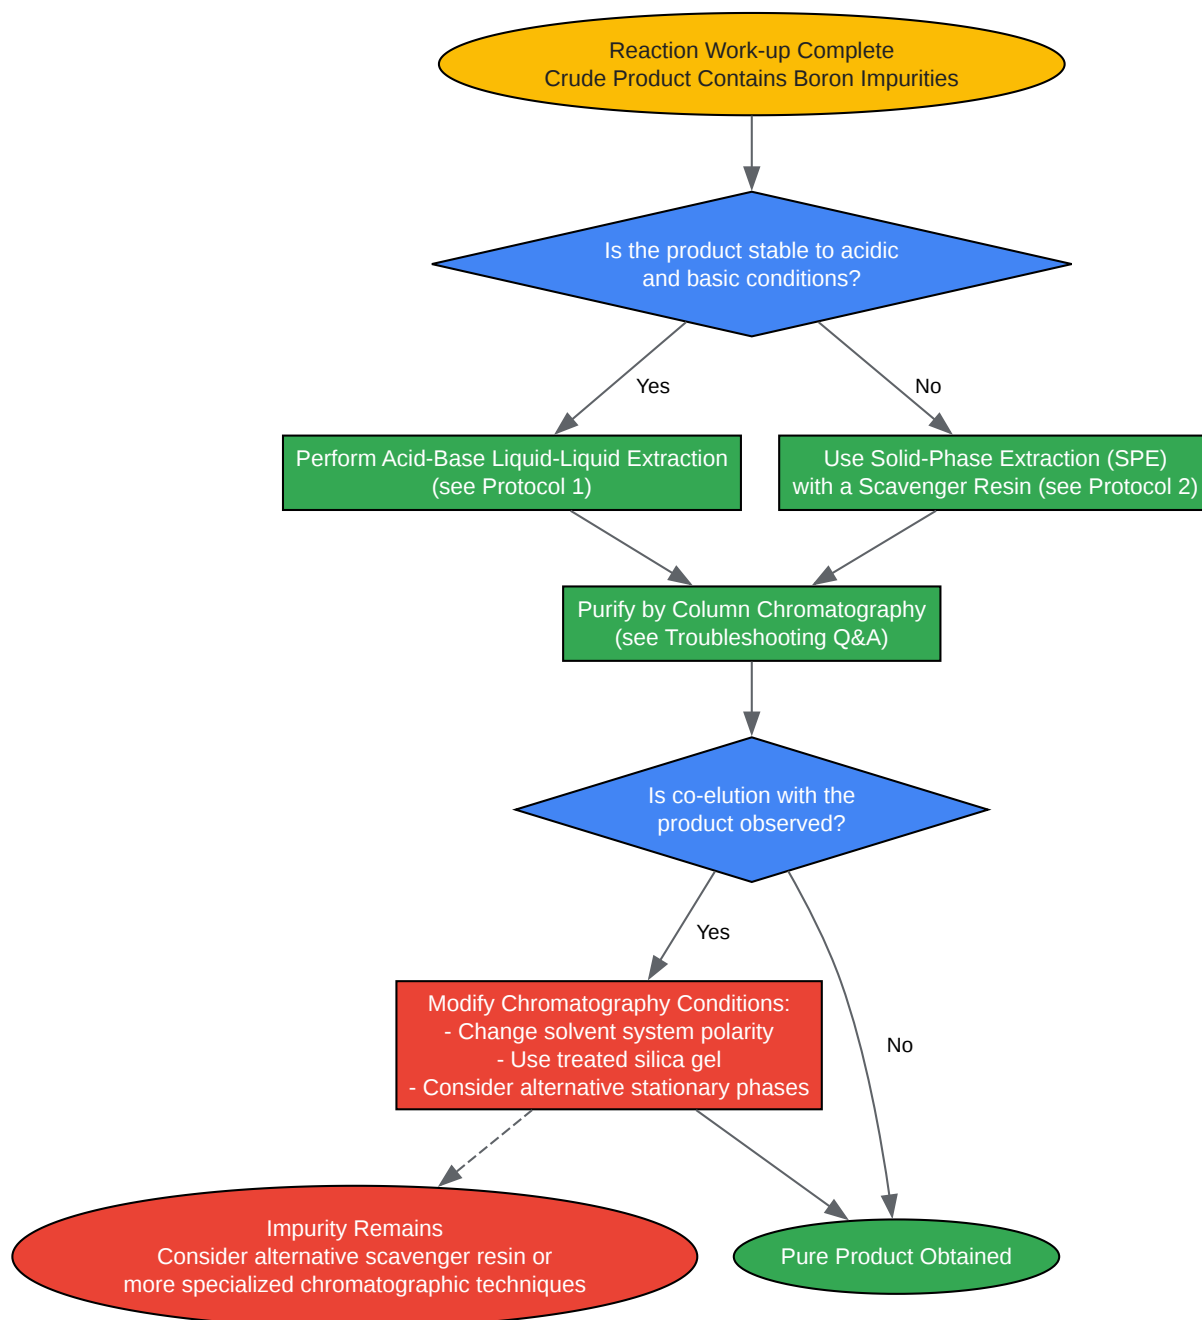 Reaction Work-up Complete
Crude Product Contains Boron Impurities
Is the product stable to acidic
and basic conditions?
Yes
No
Perform Acid-Base Liquid-Liquid Extraction
(see Protocol 1)
Use Solid-Phase Extraction (SPE)
with a Scavenger Resin (see Protocol 2)
Purify by Column Chromatography
(see Troubleshooting Q&A)
Is co-elution with the
product observed?
Yes
No
Modify Chromatography Conditions:
- Change solvent system polarity
- Use treated silica gel
- Consider alternative stationary phases
Impurity Remains
Consider alternative scavenger resin or
more specialized chromatographic techniques
Pure Product Obtained